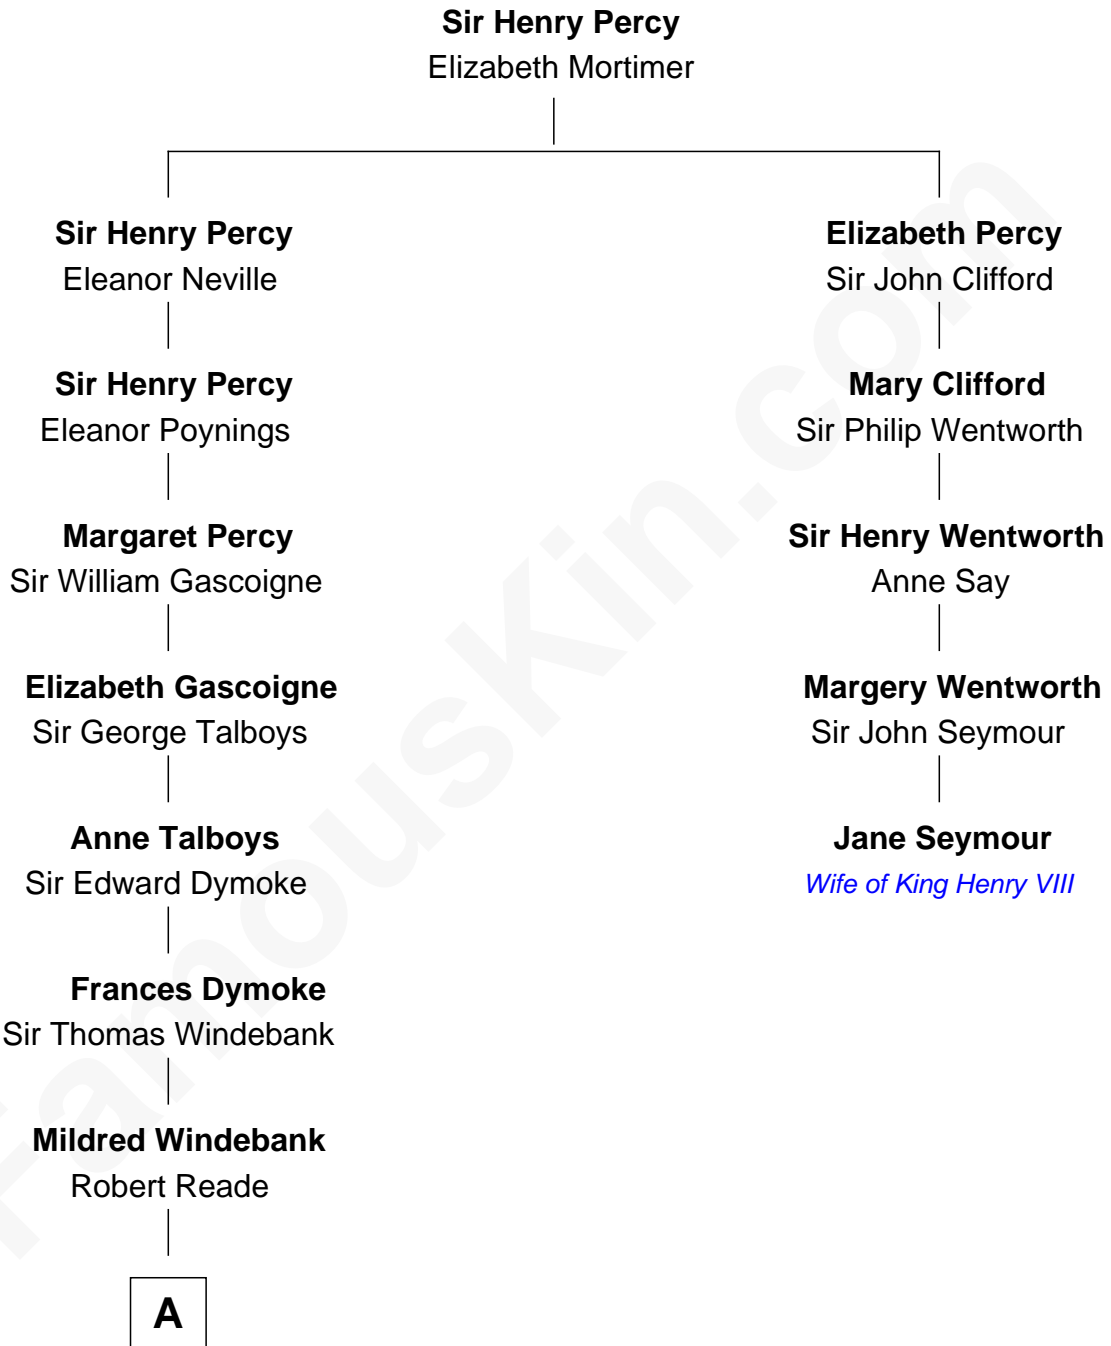 Sir Henry Percy
Elizabeth Mortimer
Sir Henry Percy
Eleanor Neville
Elizabeth Percy
Sir John Clifford
Sir Henry Percy
Eleanor Poynings
Mary Clifford
Sir Philip Wentworth
Margaret Percy
Sir William Gascoigne
Sir Henry Wentworth
Anne Say
Elizabeth Gascoigne
Sir George Talboys
Margery Wentworth
Sir John Seymour
Anne Talboys
Sir Edward Dymoke
Jane Seymour
Wife of King Henry VIII
Frances Dymoke
Sir Thomas Windebank
Mildred Windebank
Robert Reade
A
FamousKin.com